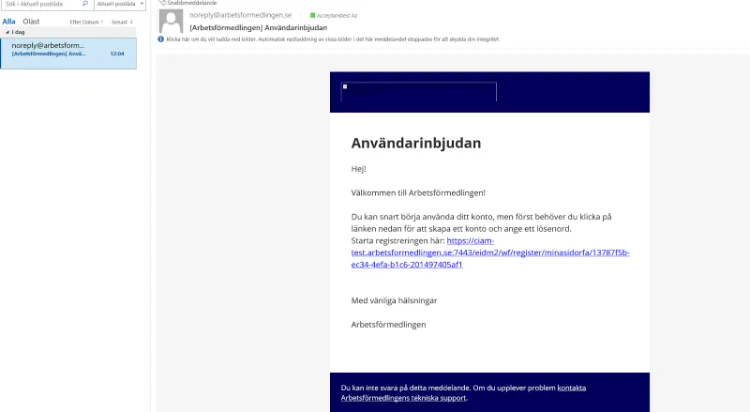 Sök i Aktuell postlåda
Aktuell postlåda
Alla Oläst
Efter Datum
Senast ↓
I dag
noreply@arbetsform...
[Arbetsförmedlingen] Anvä...
12:04
Snabbmeddelande
noreply@arbetsformedlingen.se
Acceptanstest Az
[Arbetsförmedlingen] Användarinbjudan
Klicka här om du vill ladda ned bilder. Automatisk nedladdning av vissa bilder i det här meddelandet stoppades för att skydda din integritet.
Användarinbjudan
Hej!
Välkommen till Arbetsförmedlingen!
Du kan snart börja använda ditt konto, men först behöver du klicka på
länken nedan för att skapa ett konto och ange ett lösenord.
Starta registreringen här: https://ciam-
test.arbetsformedlingen.se:7443/eidm2/wf/register/minasidorfa/13787f5b-
ec34-4efa-b1c6-201497405af1
Med vänliga hälsningar
Arbetsförmedlingen
Du kan inte svara på detta meddelande. Om du upplever problem kontakta
Arbetsförmedlingens tekniska support.